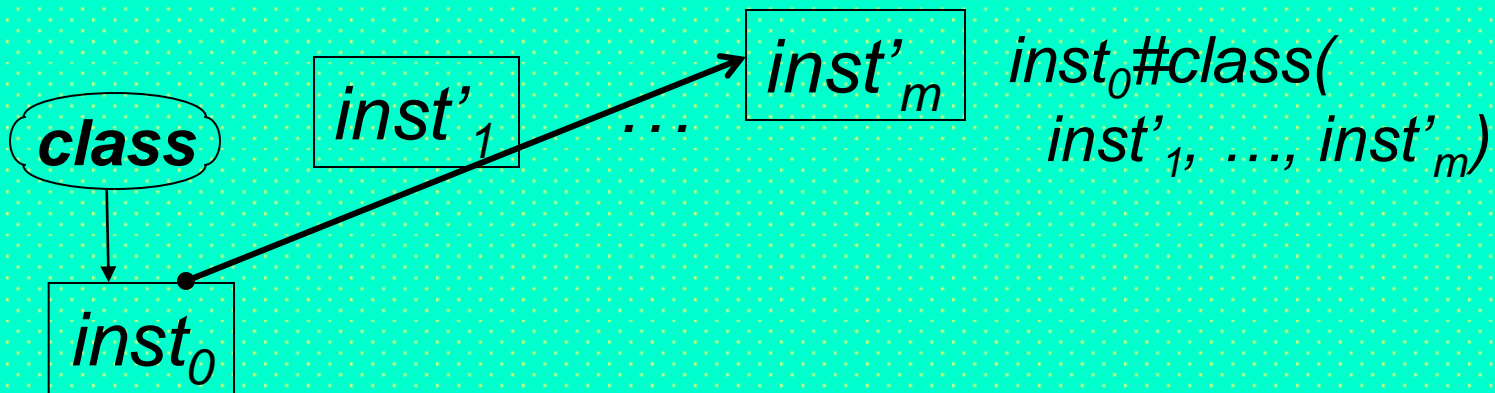 class
inst’₁
…
inst’ₘ
inst₀
inst₀#class(
inst’₁, …, inst’ₘ)